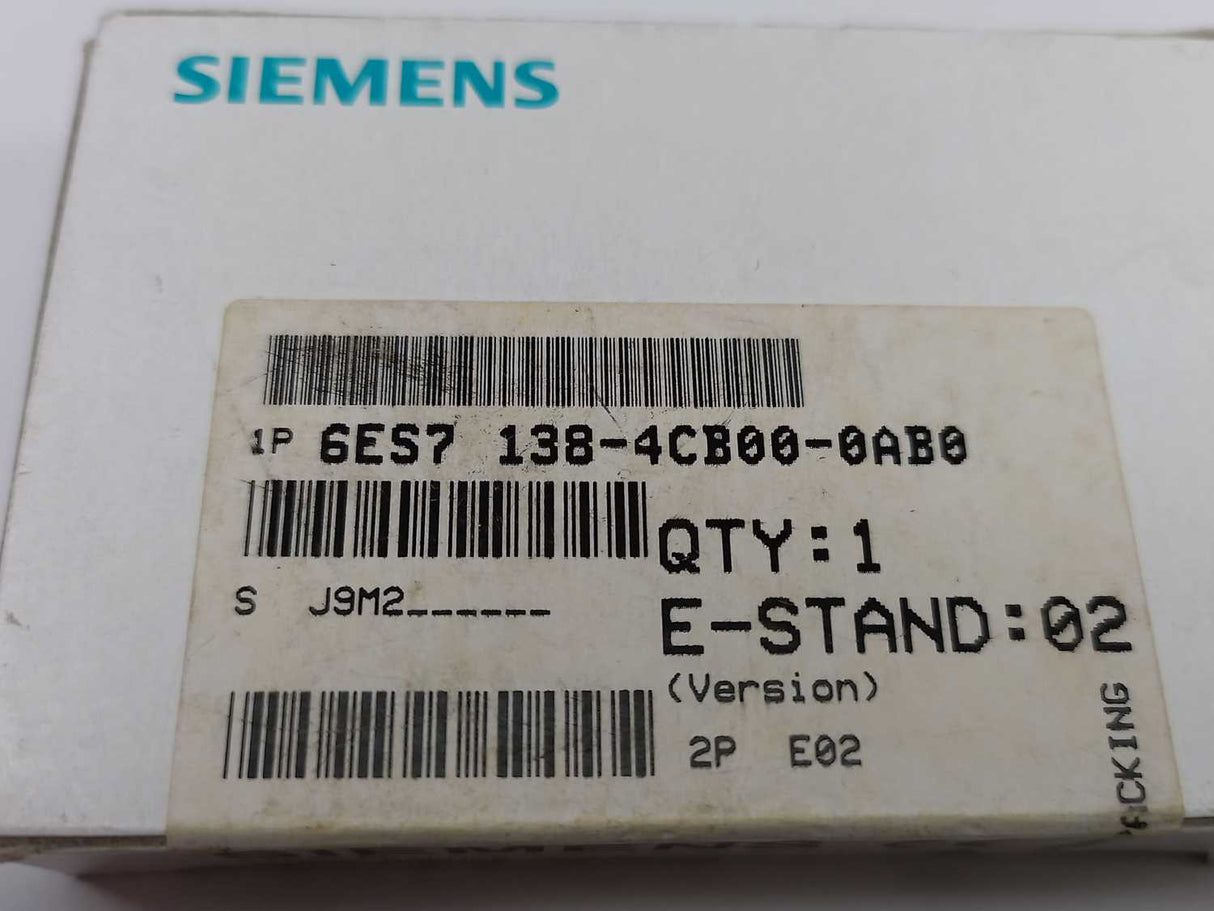 SIEMENS
1P 6ES7 138-4CB00-0AB0
QTY:1
S J9M2______
E-STAND:02
(Version)
2P E02